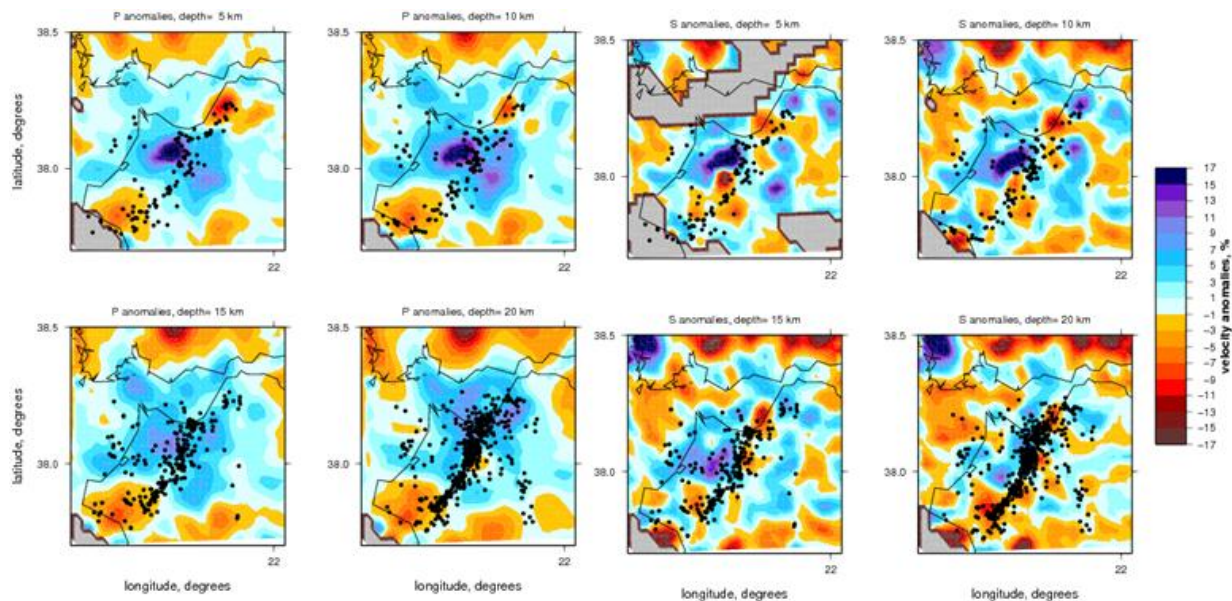 P anomalies, depth= 5 km
P anomalies, depth= 10 km
S anomalies, depth= 5 km
S anomalies, depth= 10 km
38.5
38.5
38.5
38.5
latitude, degrees
38.0
38.0
38.0
38.0
22
22
22
22
P anomalies, depth= 15 km
P anomalies, depth= 20 km
S anomalies, depth= 15 km
S anomalies, depth= 20 km
38.5
38.5
38.5
38.5
latitude, degrees
38.0
38.0
38.0
38.0
22
22
22
22
longitude, degrees
longitude, degrees
longitude, degrees
longitude, degrees
17
15
13
11
9
7
5
3
1
−1
−3
−5
−7
−9
−11
−13
−15
−17
velocity anomalies, %